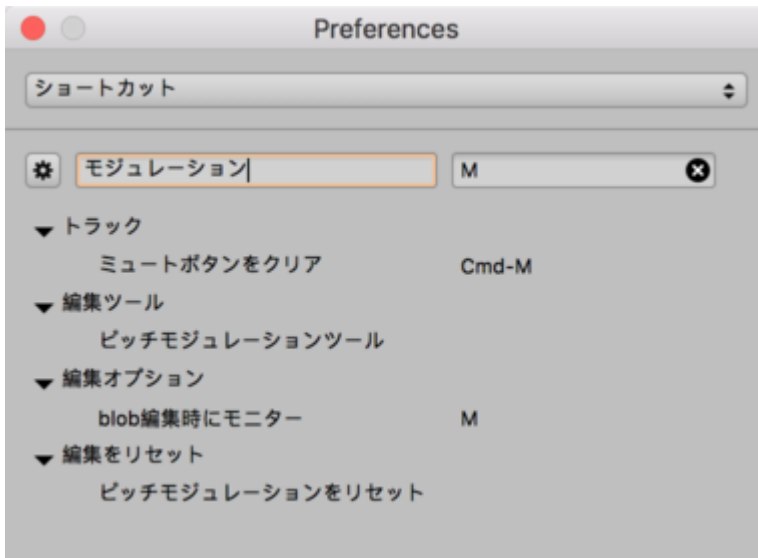 Preferences
ショートカット
モジュレーション M
トラック
ミュートボタンをクリア Cmd-M
編集ツール
ピッチモジュレーションツール
編集オプション
blob編集時にモニター M
編集をリセット
ピッチモジュレーションをリセット